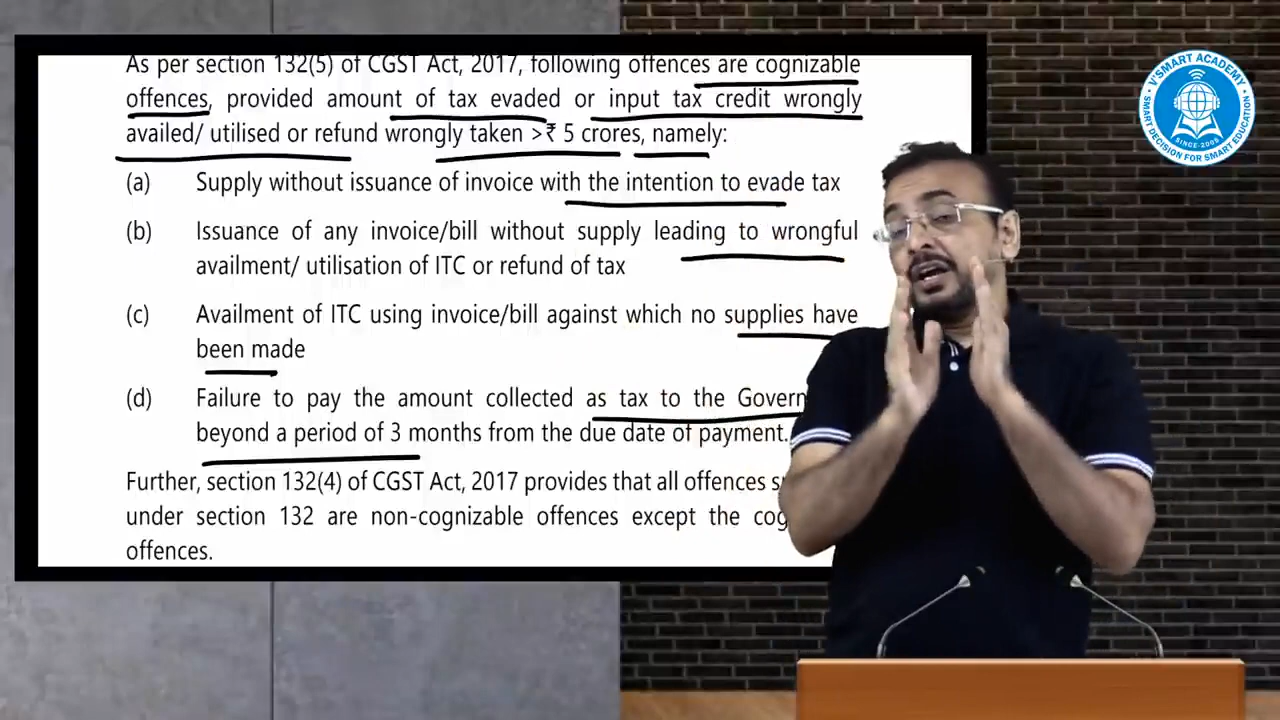 As per section 132(5) of CGST Act, 2017, following offences are cognizable
offences, provided amount of tax evaded or input tax credit wrongly
availed/ utilised or refund wrongly taken >₹ 5 crores, namely:
(a) Supply without issuance of invoice with the intention to evade tax
(b) Issuance of any invoice/bill without supply leading to wrongful
availment/ utilisation of ITC or refund of tax
(c) Availment of ITC using invoice/bill against which no supplies have
been made
(d) Failure to pay the amount collected as tax to the Govern
beyond a period of 3 months from the due date of payment.
Further, section 132(4) of CGST Act, 2017 provides that all offences
under section 132 are non-cognizable offences except the cog
offences.
V'SMART ACADEMY
SINCE-2009
SMART DECISION FOR SMART EDUCATION